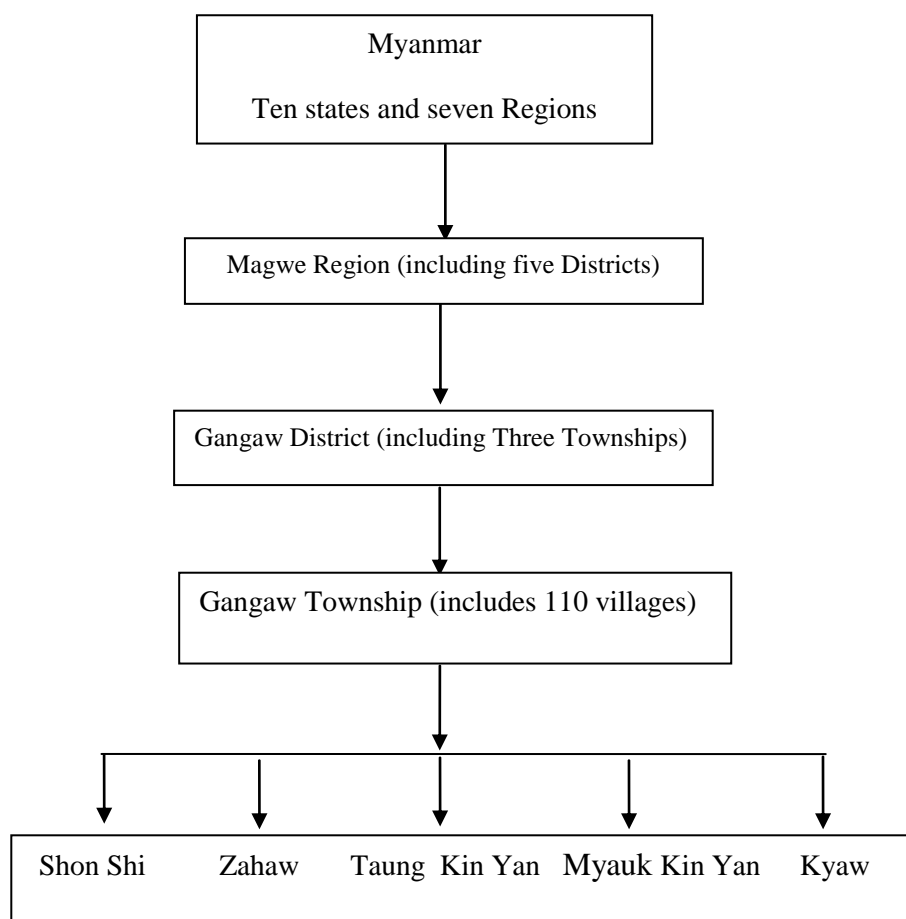 Myanmar
Ten states and seven Regions
Magwe Region (including five Districts)
Gangaw District (including Three Townships)
Gangaw Township (includes 110 villages)
Shon Shi Zahaw Taung Kin Yan Myauk Kin Yan Kyaw